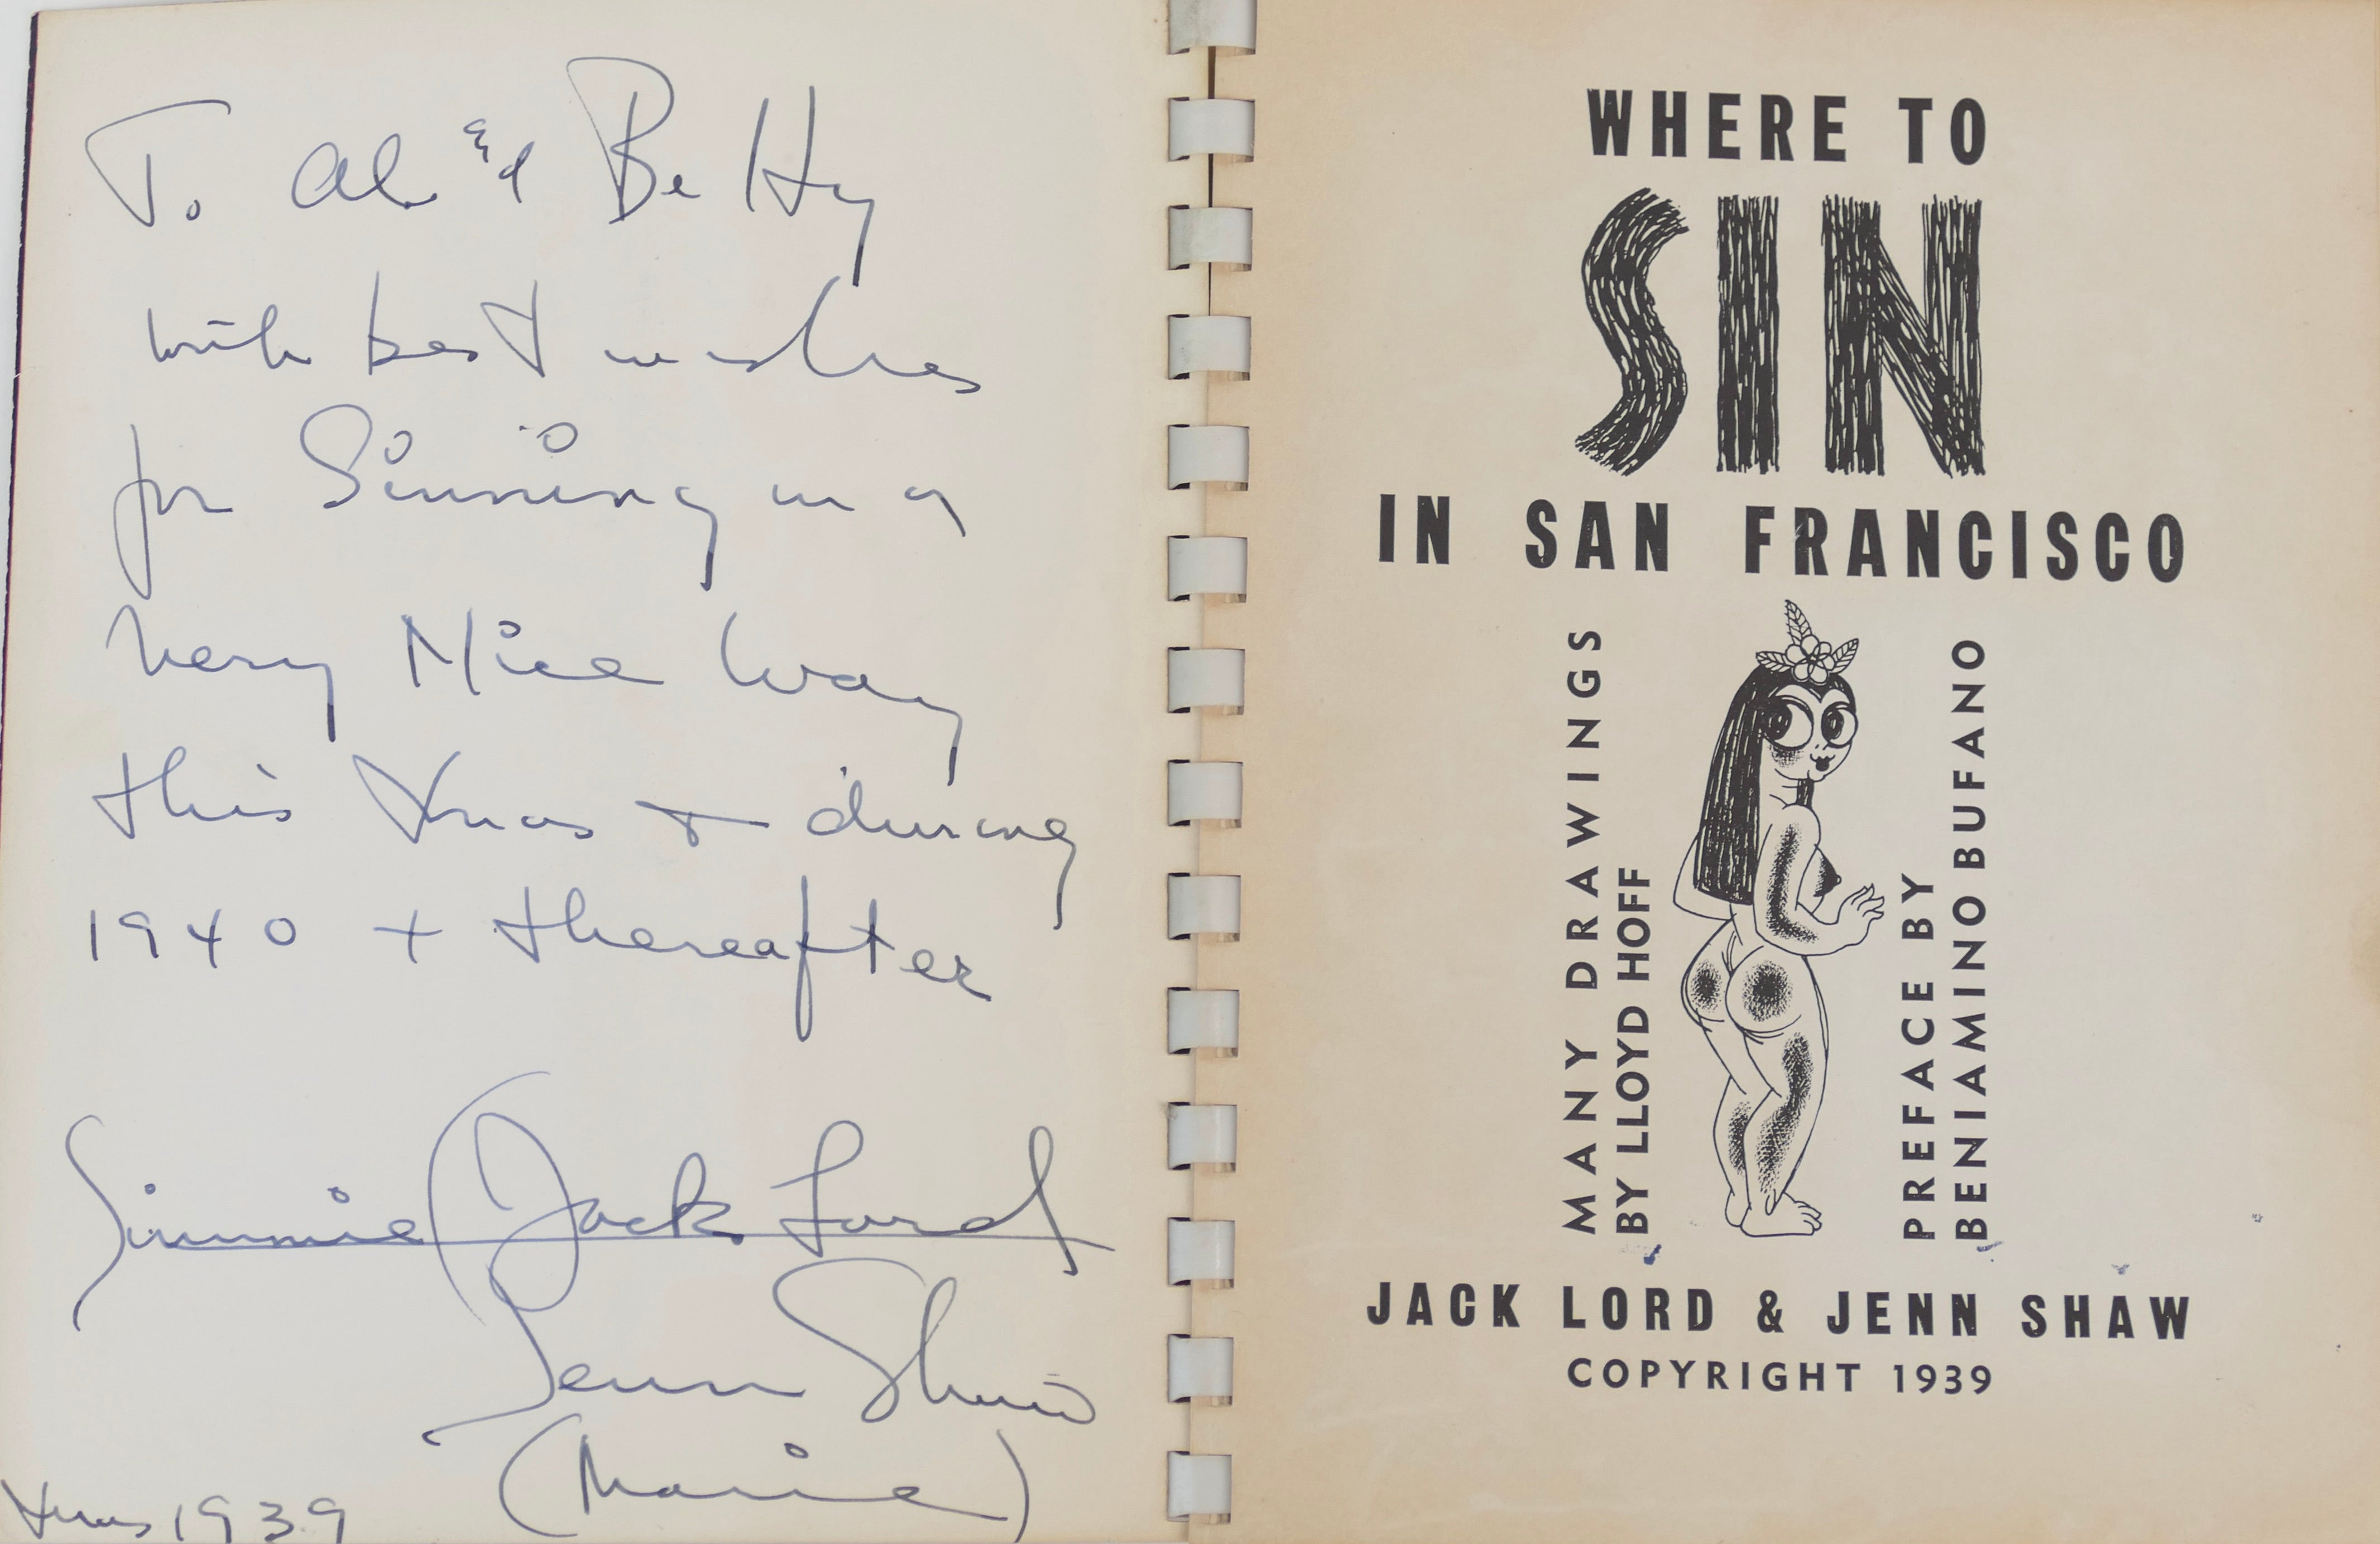 To Al and Betty
with best wishes
for Sinning in a
very Nice Way
this Xmas + during
1940 + thereafter
Jack Lord
Jenn Shaw
(Marie)
Xmas 1939
WHERE TO
SIN
IN SAN FRANCISCO
MANY DRAWINGS
BY LLOYD HOFF
PREFACE BY
BENIAMINO BUFANO
JACK LORD & JENN SHAW
COPYRIGHT 1939